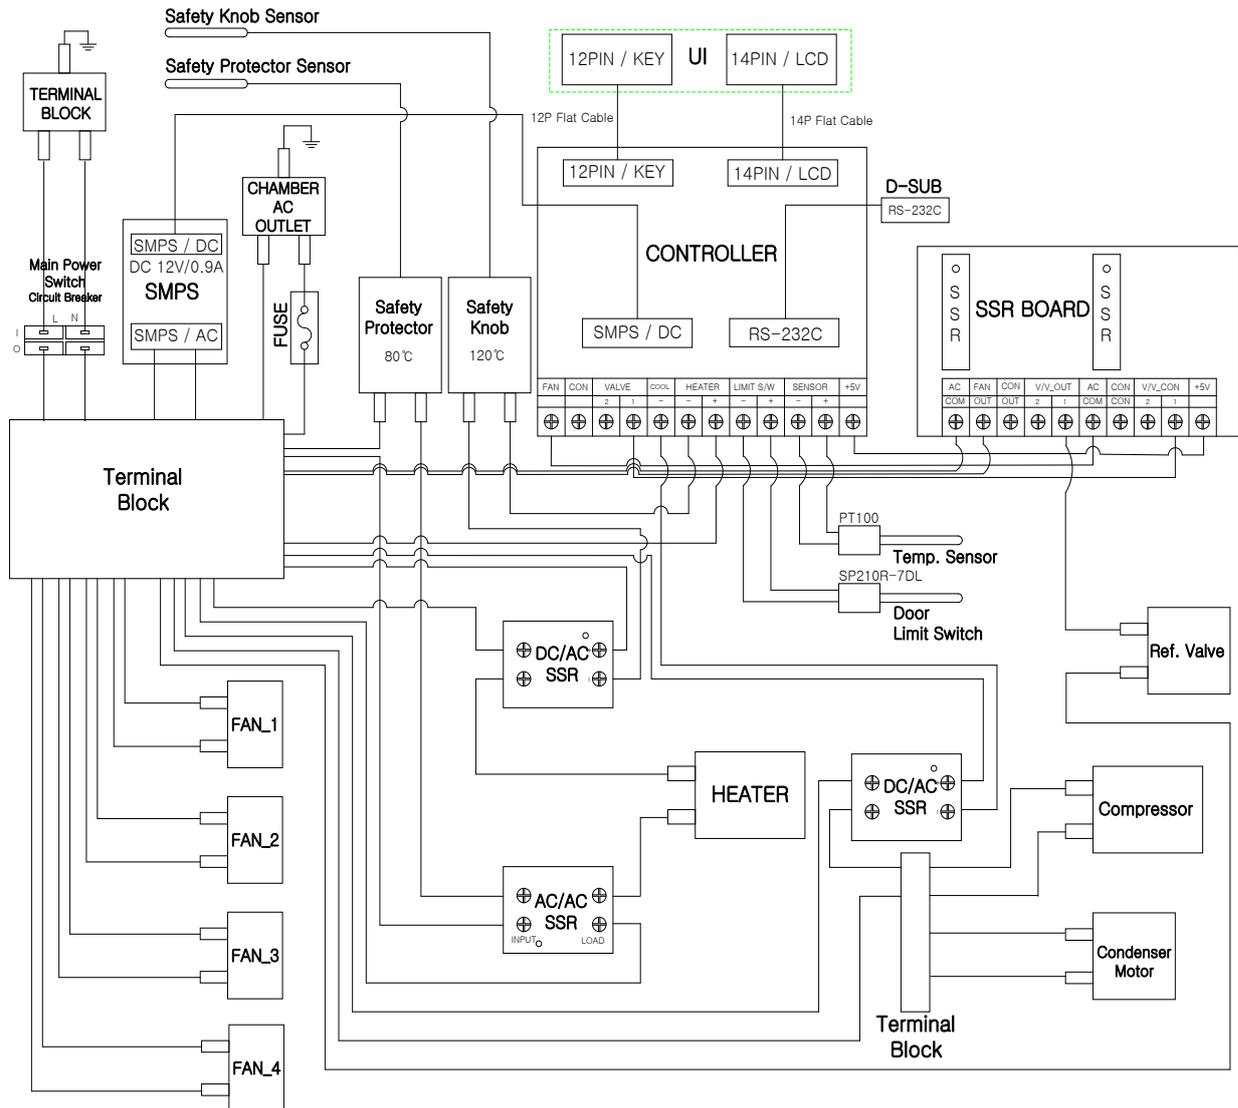 Safety Knob Sensor
Safety Protector Sensor
12PIN / KEY
UI
14PIN / LCD
TERMINAL
BLOCK
12P Flat Cable
14P Flat Cable
12PIN / KEY
14PIN / LCD
CHAMBER
AC
OUTLET
D-SUB
RS-232C
SMPS / DC
DC 12V/0.9A
SMPS
SMPS / AC
CONTROLLER
Main Power
Switch
Circuit Breaker
L N
I
O
FUSE
Safety
Protector
80℃
Safety
Knob
120℃
SMPS / DC
RS-232C
SSR
SSR BOARD
SSR
FAN CON VALVE COOL HEATER LIMIT S/W SENSOR +5V
2 1 - - + - + - +
AC FAN CON V/V_OUT AC CON V/V_CON +5V
COM OUT OUT 2 1 COM CON 2 1
Terminal
Block
PT100
Temp. Sensor
SP210R-7DL
Door
Limit Switch
DC/AC
SSR
Ref. Valve
FAN_1
HEATER
DC/AC
SSR
Compressor
FAN_2
AC/AC
SSR
INPUT
LOAD
FAN_3
Condenser
Motor
Terminal
Block
FAN_4